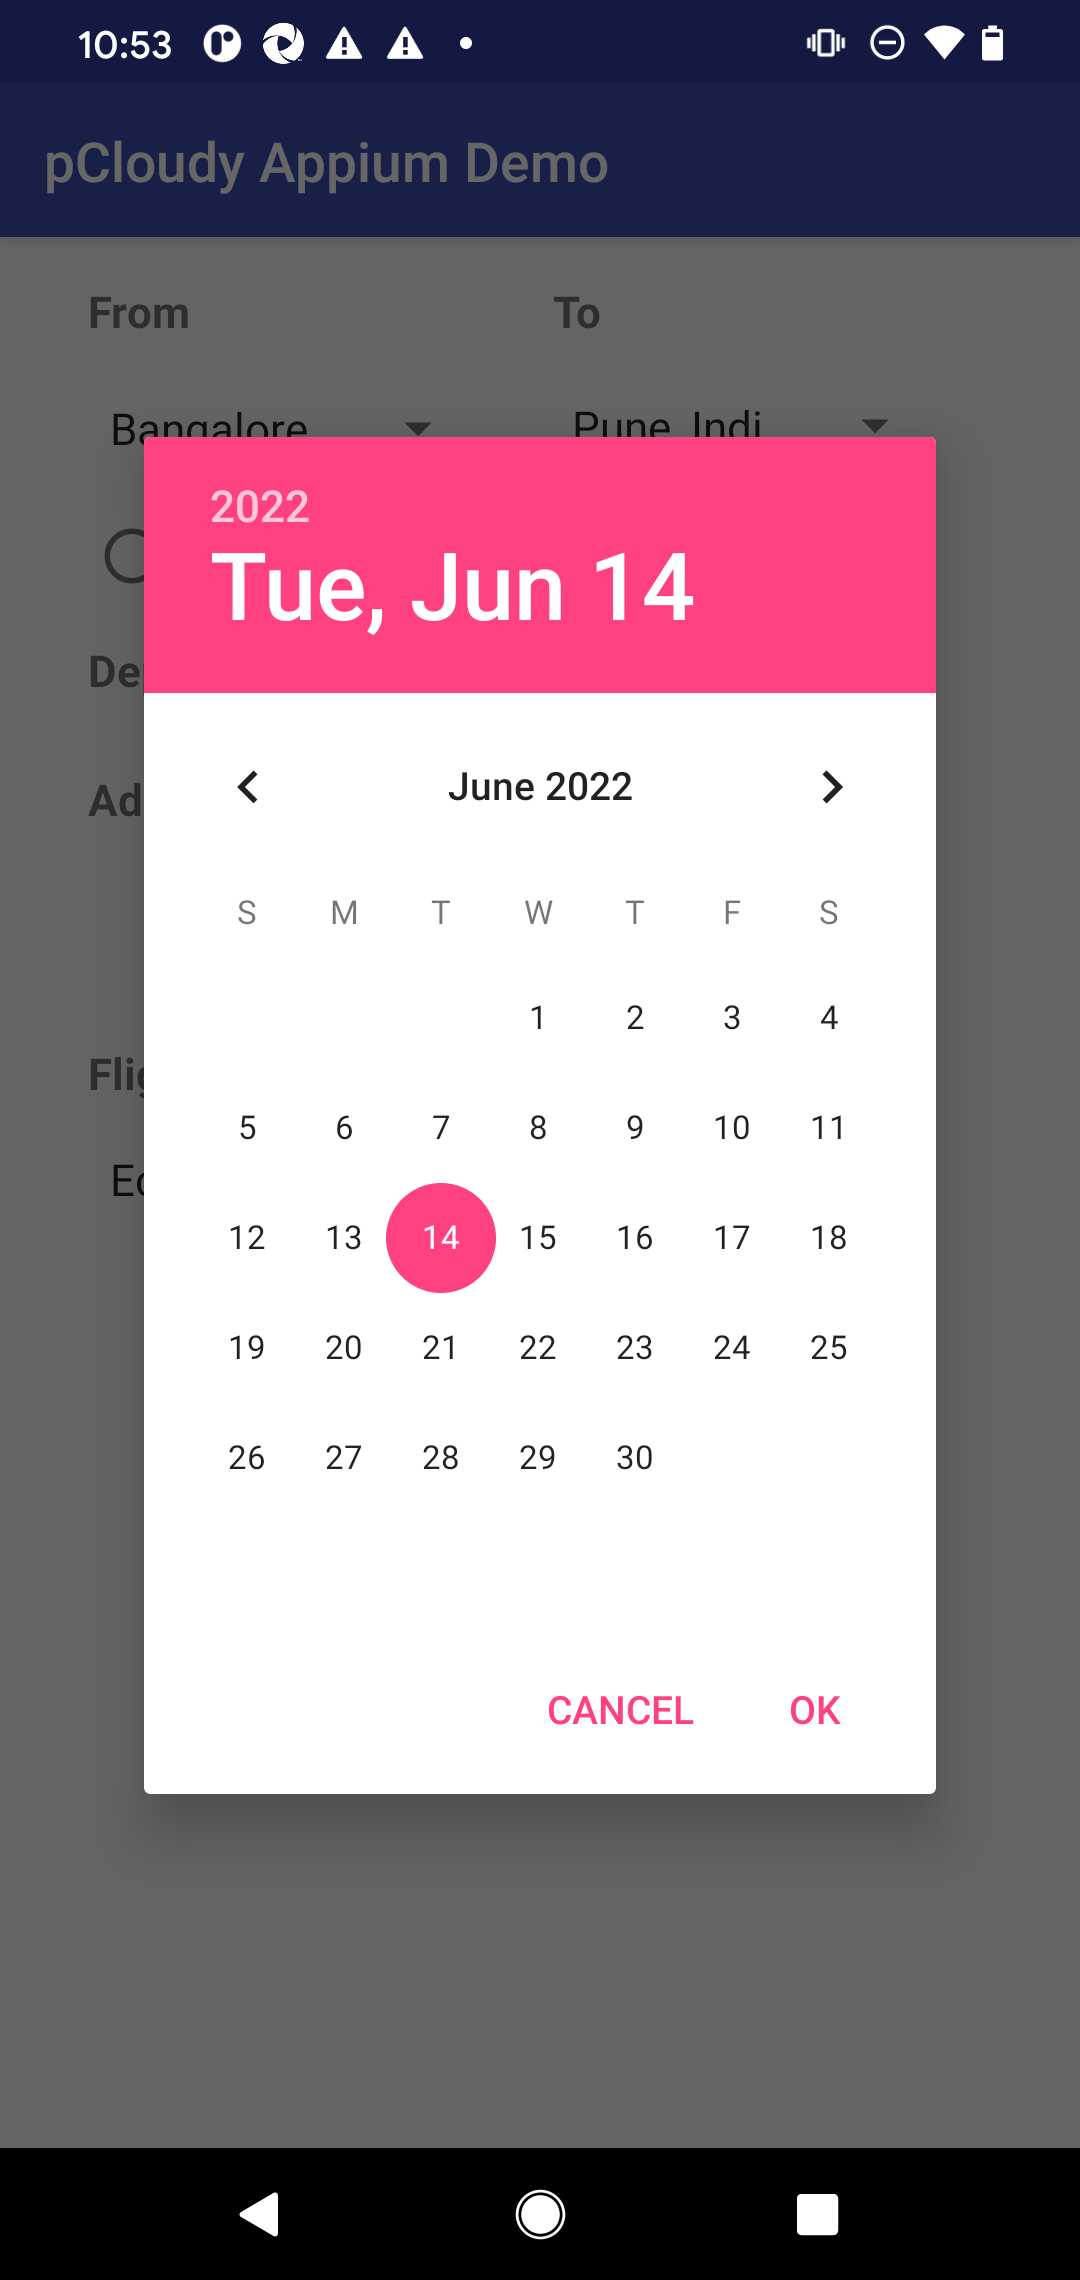 10:53
pCloudy Appium Demo
From To
Bangalore Pune, Indi
2022
Tue, Jun 14
June 2022
S M T W T F S
1 2 3 4
5 6 7 8 9 10 11
12 13 14 15 16 17 18
19 20 21 22 23 24 25
26 27 28 29 30
CANCEL OK